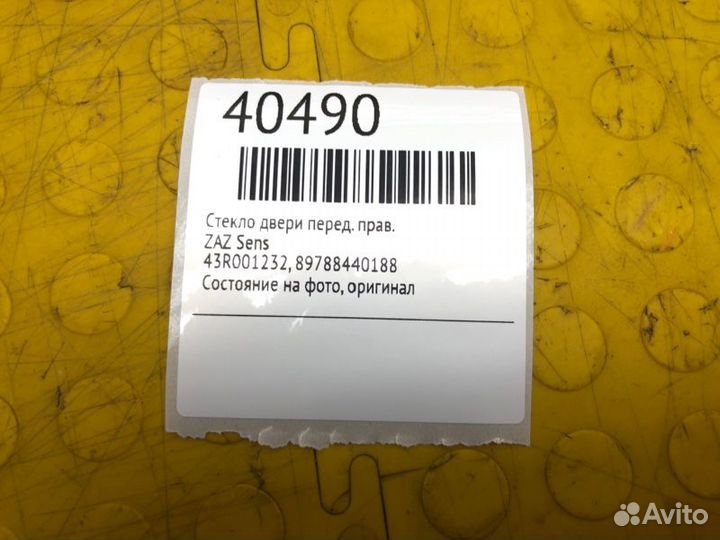 40490
Стекло двери перед. прав.
ZAZ Sens
43R001232, 89788440188
Состояние на фото, оригинал
Avito